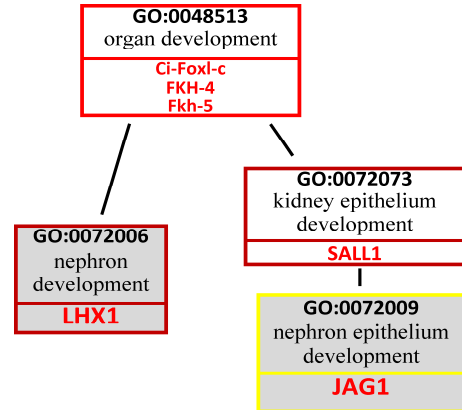 GO:0048513
organ development
Ci-Foxl-c
FKH-4
Fkh-5
GO:0072073
kidney epithelium
development
SALL1
GO:0072006
nephron
development
LHX1
GO:0072009
nephron epithelium
development
JAG1